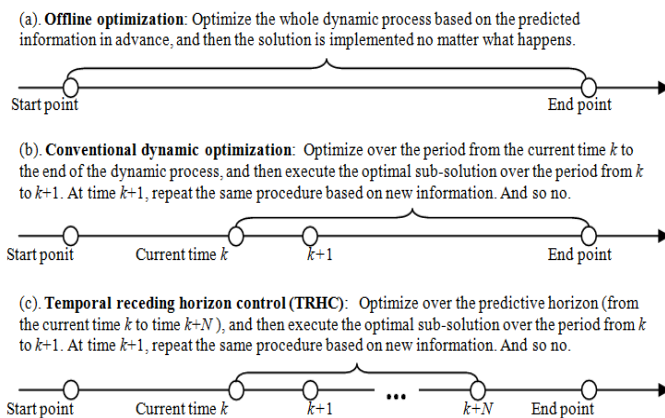 (a). Offline optimization: Optimize the whole dynamic process based on the predicted
information in advance, and then the solution is implemented no matter what happens.
Start point
End point
(b). Conventional dynamic optimization: Optimize over the period from the current time k to
the end of the dynamic process, and then execute the optimal sub-solution over the period from k
to k+1. At time k+1, repeat the same procedure based on new information. And so no.
Start ponit
Current time k
k+1
End point
(c). Temporal receding horizon control (TRHC): Optimize over the predictive horizon (from
the current time k to time k+N), and then execute the optimal sub-solution over the period from k
to k+1. At time k+1, repeat the same procedure based on new information. And so no.
Start point
Current time k
k+1
...
k+N
End point